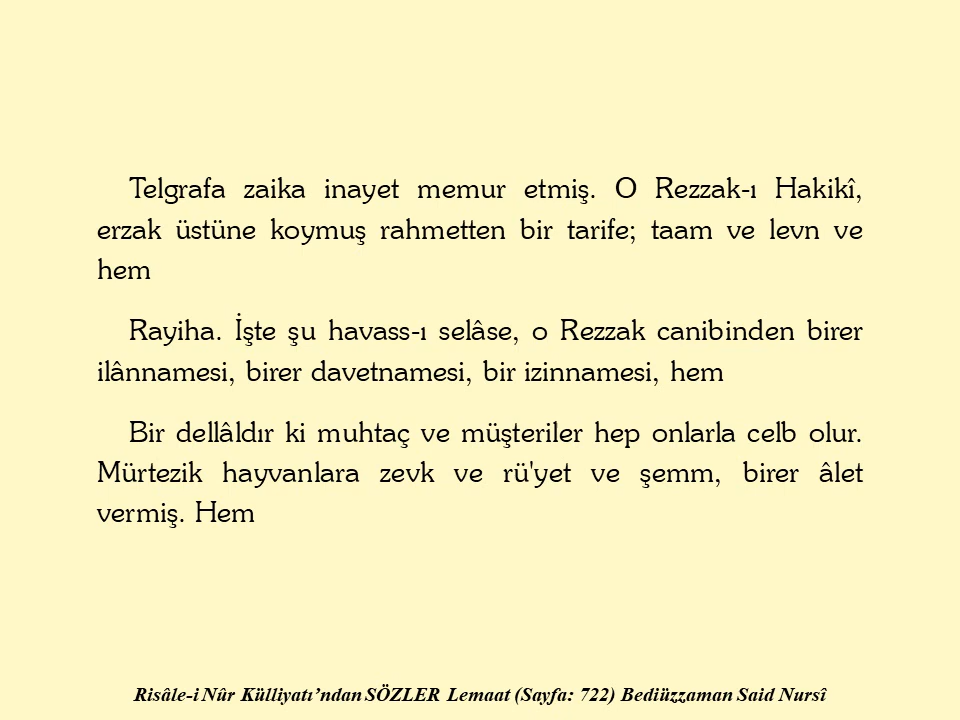 Telgrafa zaika inayet memur etmiş. O Rezzak-ı Hakikî,
erzak üstüne koymuş rahmetten bir tarife; taam ve levn ve
hem
Rayiha. İşte şu havass-ı selâse, o Rezzak canibinden birer
ilânnamesi, birer davetnamesi, bir izinnamesi, hem
Bir dellâldır ki muhtaç ve müşteriler hep onlarla celb olur.
Mürtezik hayvanlara zevk ve rü'yet ve şemm, birer âlet
vermiş. Hem
Risâle-i Nûr Külliyatı’ndan SÖZLER Lemaat (Sayfa: 722) Bediüzzaman Said Nursî